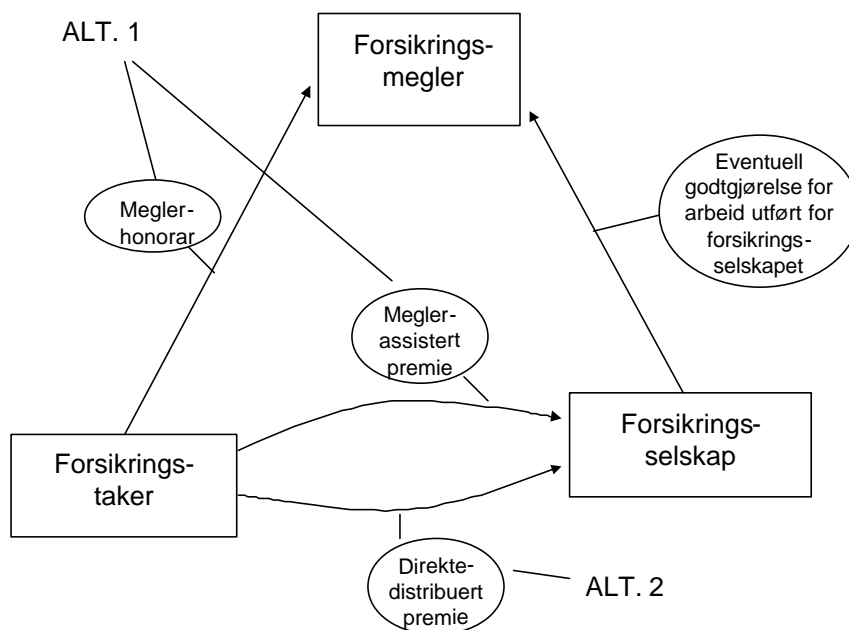 ALT. 1
Forsikrings-
megler
Megler-
honorar
Eventuell
godtgjørelse for
arbeid utført for
forsikrings-
selskapet
Megler-
assistert
premie
Forsikrings-
taker
Forsikrings-
selskap
Direkte-
distribuert
premie
ALT. 2